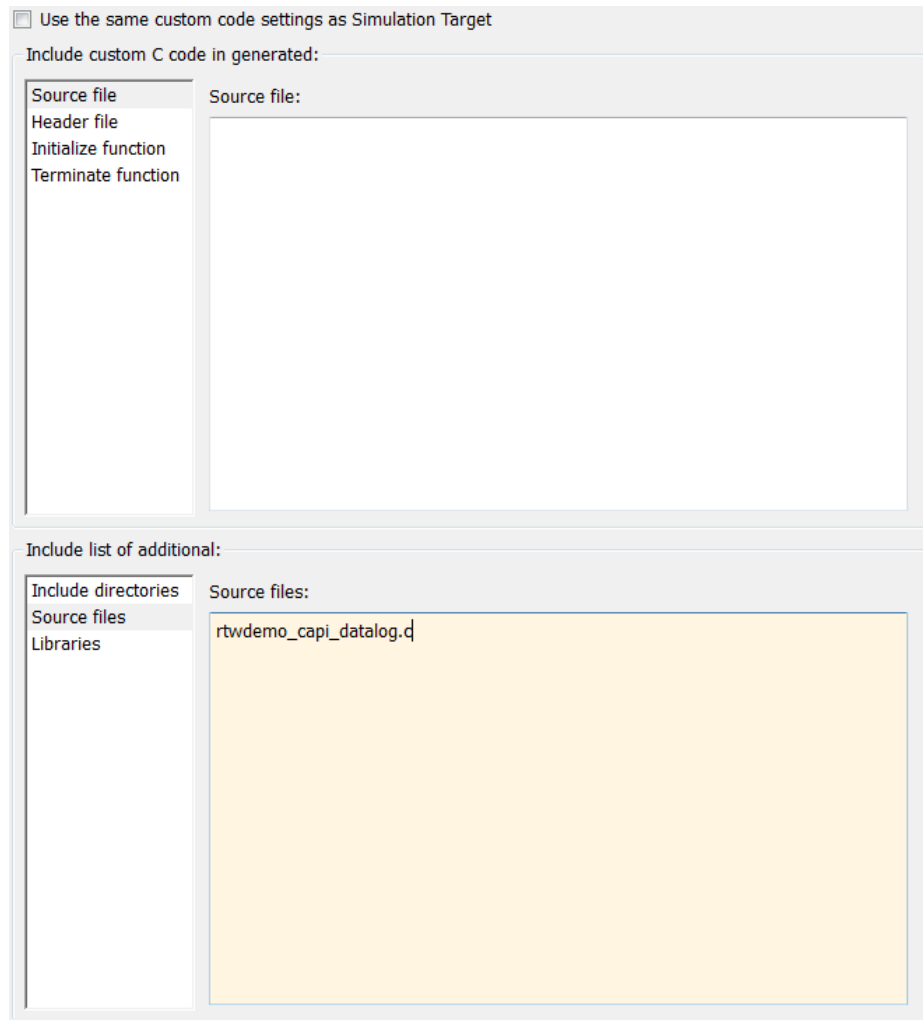 Use the same custom code settings as Simulation Target
Include custom C code in generated:
Source file
Header file
Initialize function
Terminate function
Source file:
Include list of additional:
Include directories
Source files
Libraries
Source files:
rtwdemo_capi_datalog.c